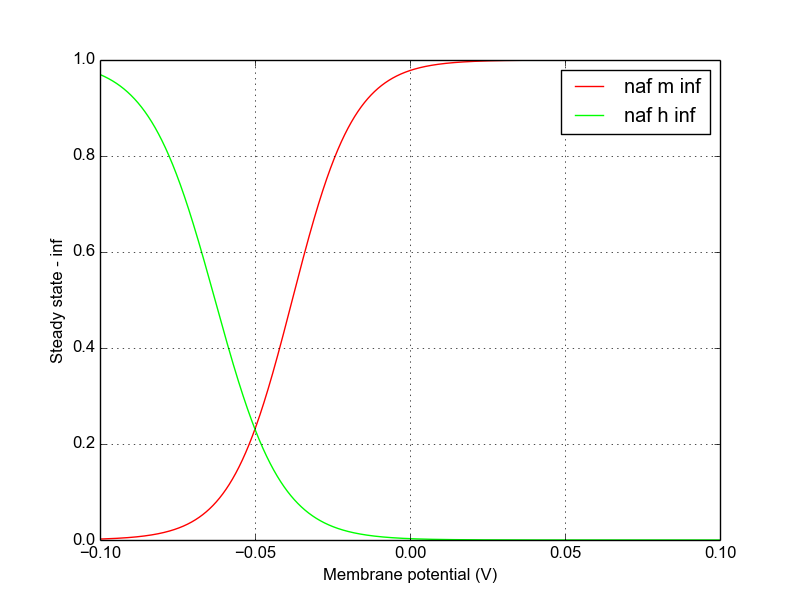 1.0
0.8
0.6
0.4
0.2
0.0
Steady state - inf
naf m inf
naf h inf
−0.10
−0.05
0.00
0.05
0.10
Membrane potential (V)